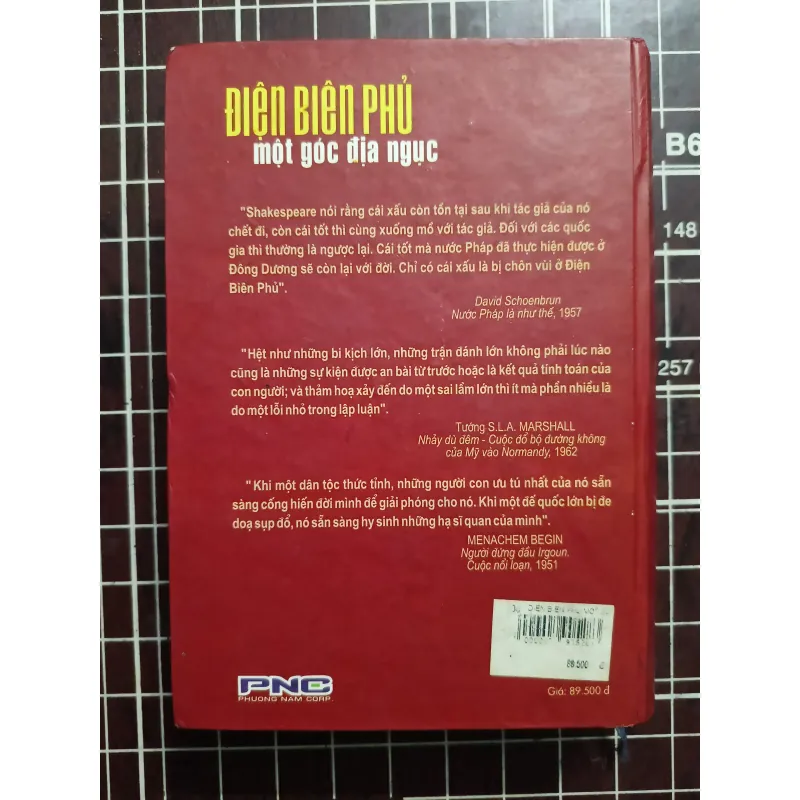 ĐIỆN BIÊN PHỦ
một góc địa ngục
"Shakespeare nói rằng cái xấu còn tồn tại sau khi tác giả của nó
chết đi, còn cái tốt thì cùng xuống mồ với tác giả. Đối với các quốc
gia thì thường là ngược lại. Cái tốt mà nước Pháp đã thực hiện được ở
Đông Dương sẽ còn lại với đời. Chỉ có cái xấu là bị chôn vùi ở Điện
Biên Phủ".
David Schoenbrun
Nước Pháp là như thế, 1957
"Hệt như những bi kịch lớn, những trận đánh lớn không phải lúc nào
cũng là những sự kiện được an bài từ trước hoặc là kết quả tính toán của
con người; và thảm hoạ xảy đến do một sai lầm lớn thì ít mà phần nhiều là
do một lỗi nhỏ trong lập luận".
Tướng S.L.A. MARSHALL
Nhảy dù đêm - Cuộc đổ bộ đường không
của Mỹ vào Normandy, 1962
"Khi một dân tộc thức tỉnh, những người con ưu tú nhất của nó sẵn
sàng cống hiến đời mình để giải phóng cho nó. Khi một đế quốc lớn bị đe
doạ sụp đổ, nó sẵn sàng hy sinh những hạ sĩ quan của mình".
MENACHEM BEGIN
Người đứng đầu Irgoun.
Cuộc nổi loạn, 1951
89.500 đ
PNC
PHUONG NAM CORP.
Giá: 89.500 đ
B6
148
257